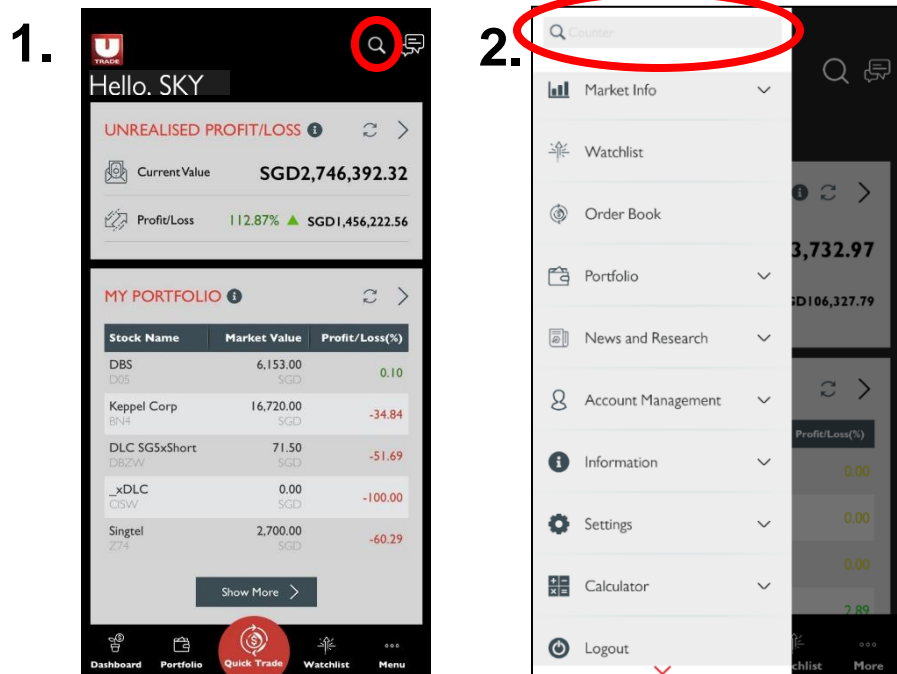 1.
U
TRADE
Hello. SKY
UNREALISED PROFIT/LOSS i
Current Value SGD2,746,392.32
Profit/Loss 112.87% ▲ SGD1,456,222.56
MY PORTFOLIO i
Stock Name Market Value Profit/Loss(%)
DBS 6,153.00 0.10
D05 SGD
Keppel Corp 16,720.00 -34.84
BN4 SGD
DLC SG5xShort 71.50 -51.69
DBZW SGD
_xDLC 0.00 -100.00
CISW SGD
Singtel 2,700.00 -60.29
Z74 SGD
Show More
Dashboard Portfolio Quick Trade Watchlist Menu
2.
Counter
Market Info
Watchlist
Order Book
Portfolio
News and Research
Account Management
Information
Settings
Calculator
Logout
3,732.97
GD106,327.79
Profit/Loss(%)
0.00
0.00
0.00
2.89
chlist More